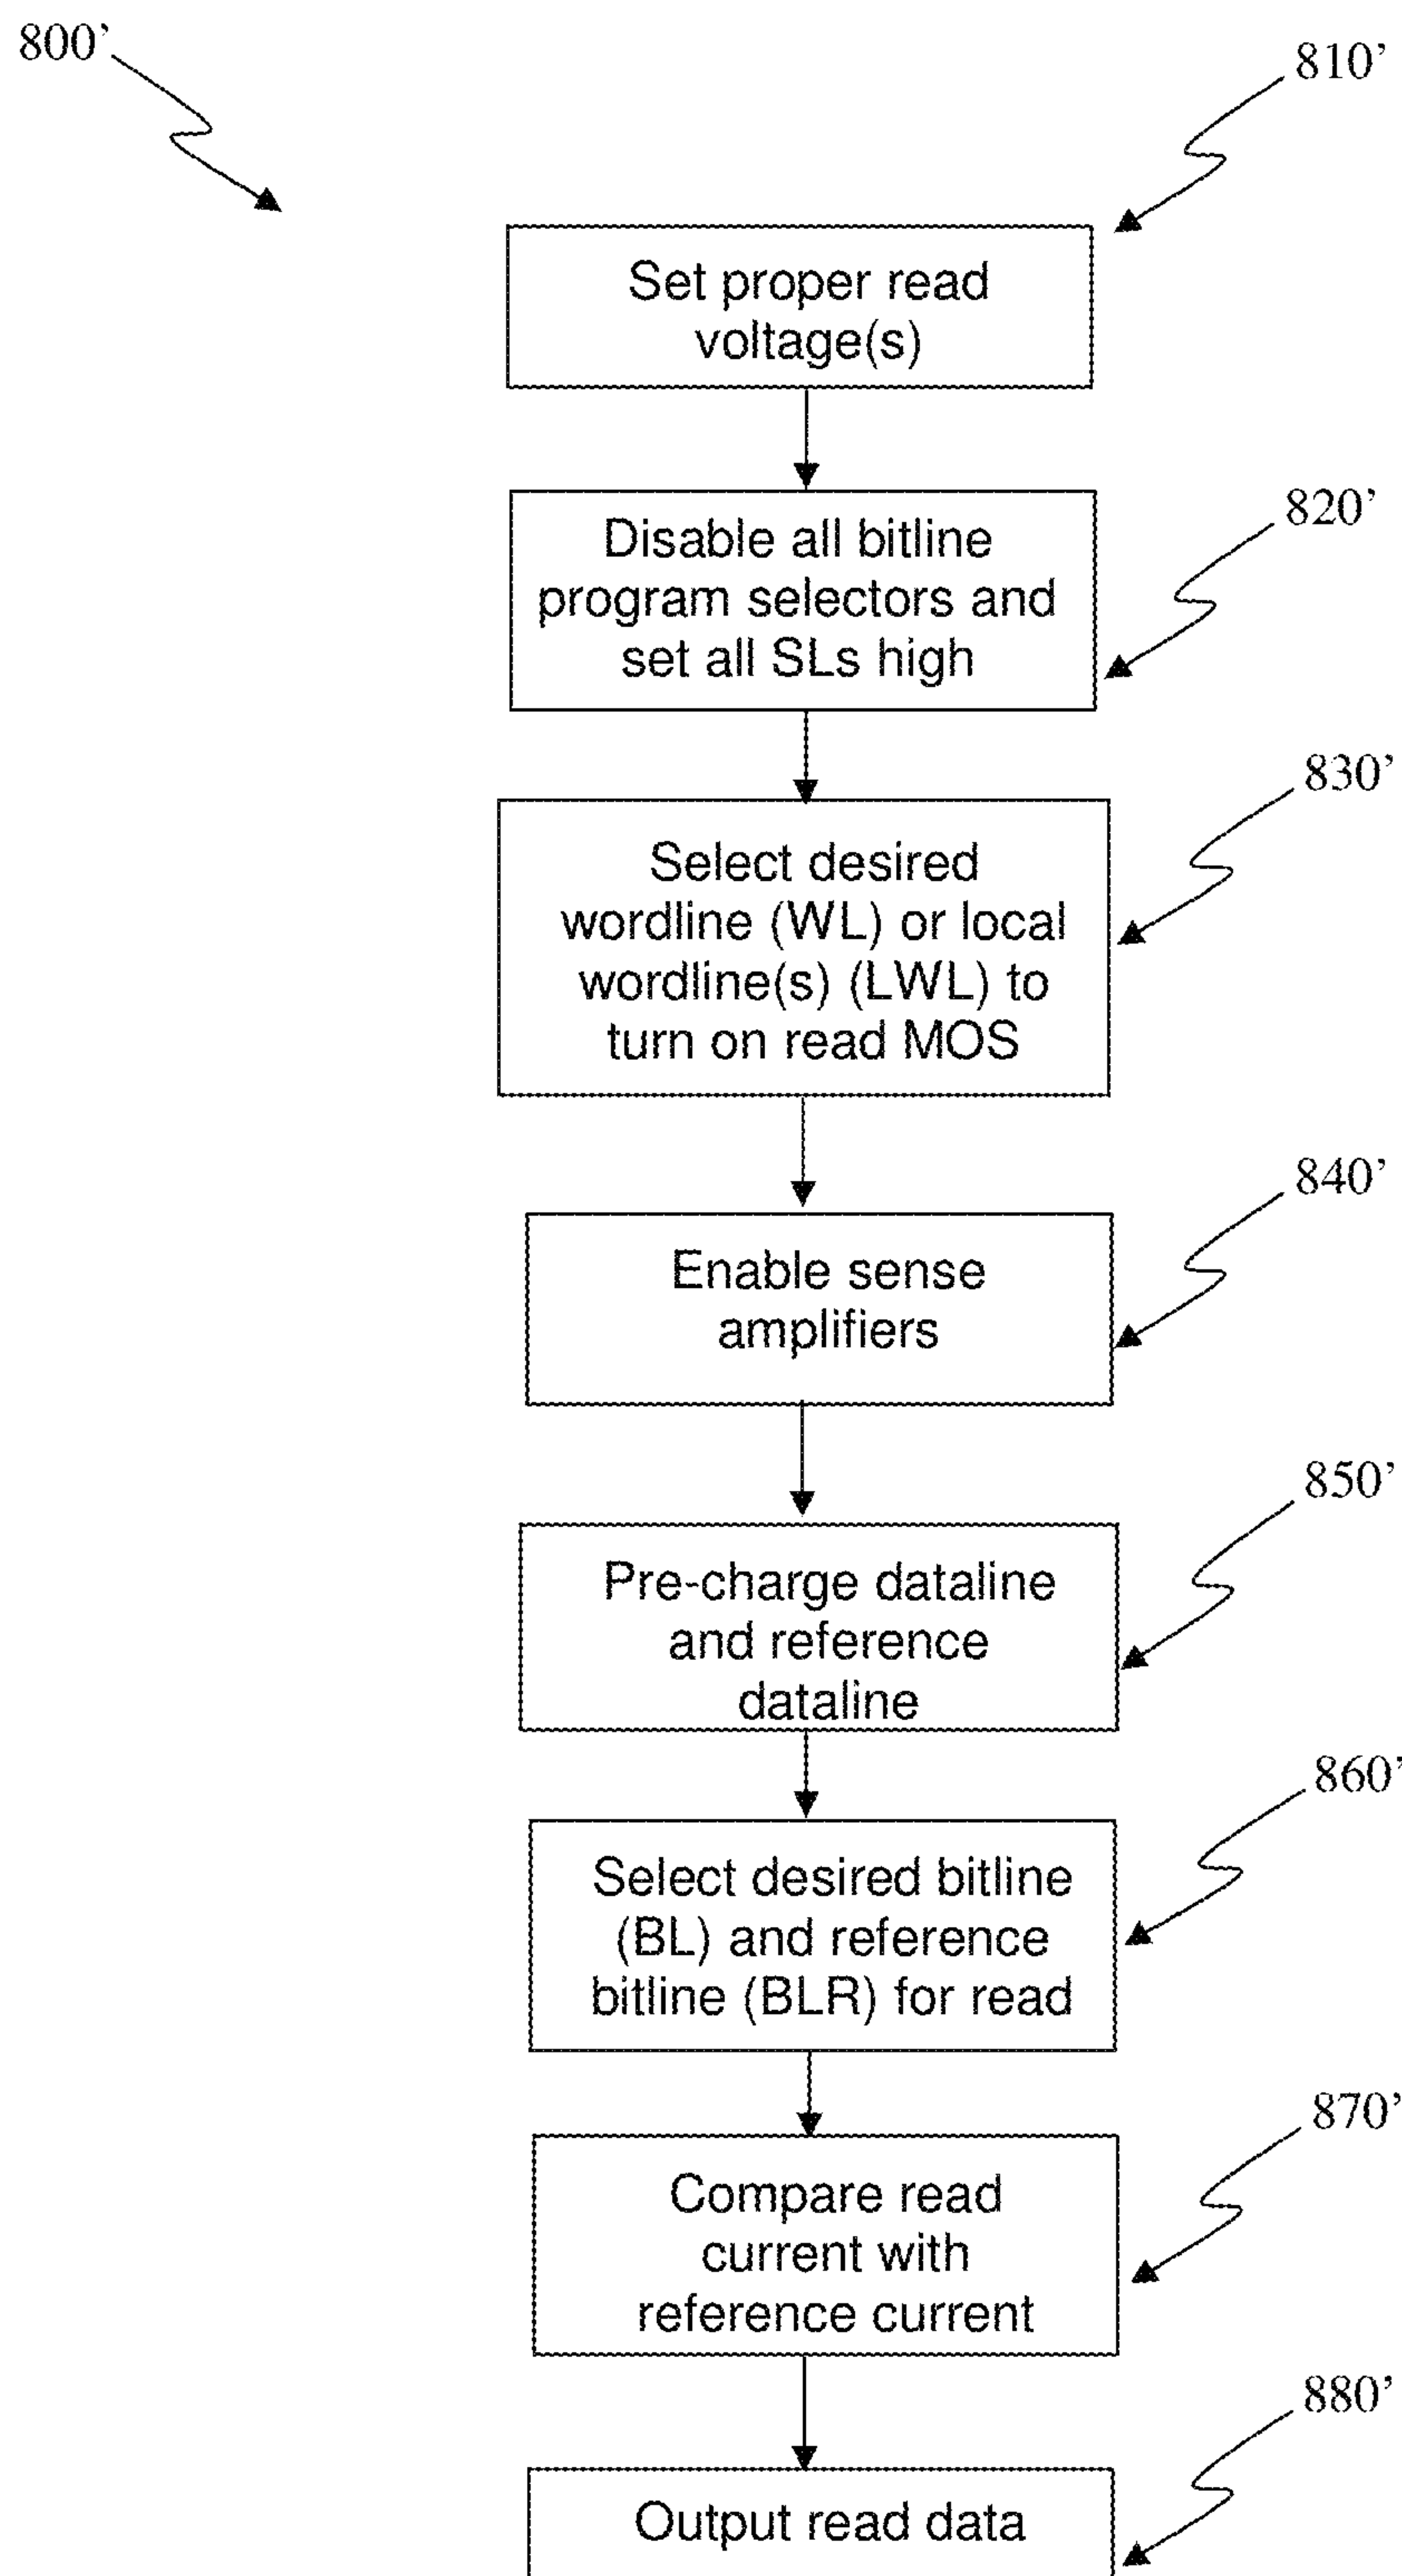 800’
810’
Set proper read
voltage(s)
820’
Disable all bitline
program selectors and
set all SLs high
830’
Select desired
wordline (WL) or local
wordline(s) (LWL) to
turn on read MOS
840’
Enable sense
amplifiers
850’
Pre-charge dataline
and reference
dataline
860’
Select desired bitline
(BL) and reference
bitline (BLR) for read
870’
Compare read
current with
reference current
880’
Output read data